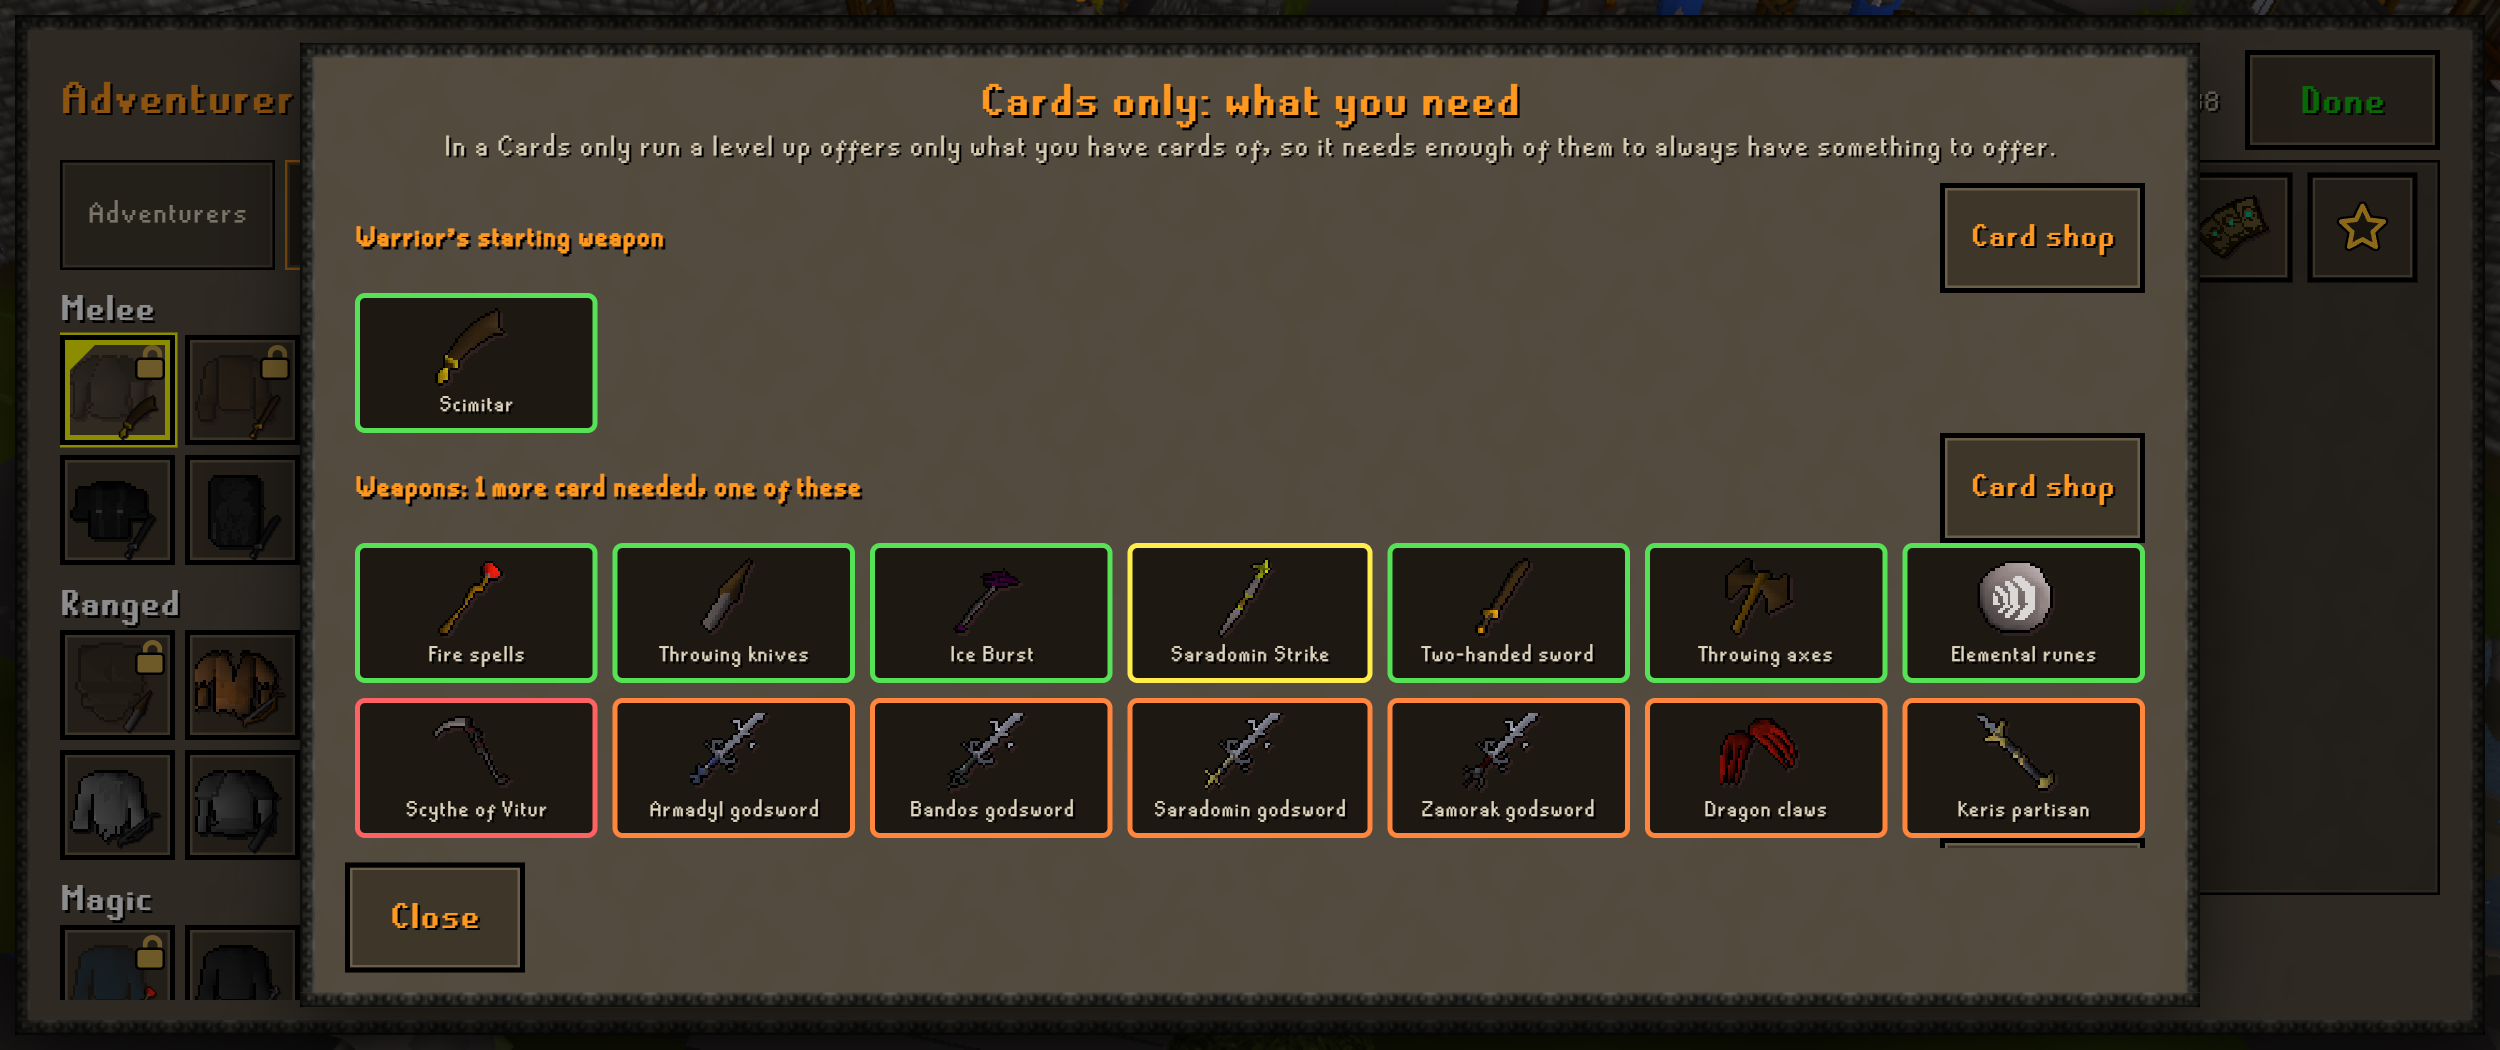 Adventurer
Cards only: what you need
38
Done
In a Cards only run a level up offers only what you have cards of, so it needs enough of them to always have something to offer.
Adventurers
Warrior's starting weapon
Card shop
Melee
Scimitar
Weapons: 1 more card needed, one of these
Card shop
Ranged
Fire spells
Throwing knives
Ice Burst
Saradomin Strike
Two-handed sword
Throwing axes
Elemental runes
Scythe of Vitur
Armadyl godsword
Bandos godsword
Saradomin godsword
Zamorak godsword
Dragon claws
Keris partisan
Magic
Close